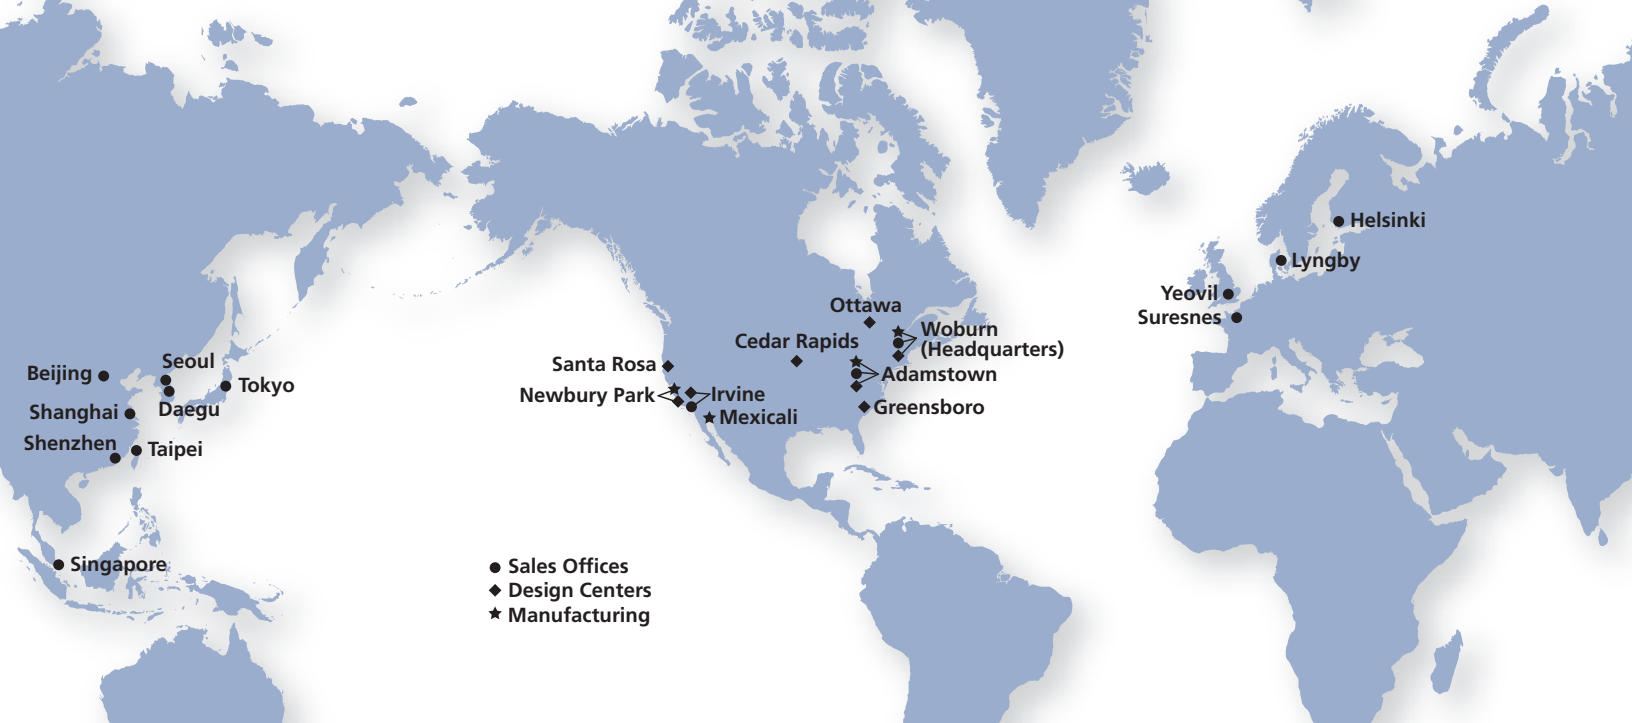 Helsinki
Lyngby
Yeovil
Suresnes
Ottawa
Woburn
(Headquarters)
Cedar Rapids
Adamstown
Greensboro
Santa Rosa
Newbury Park
Irvine
Mexicali
Seoul
Beijing
Tokyo
Daegu
Shanghai
Shenzhen
Taipei
Singapore
Sales Offices
Design Centers
Manufacturing